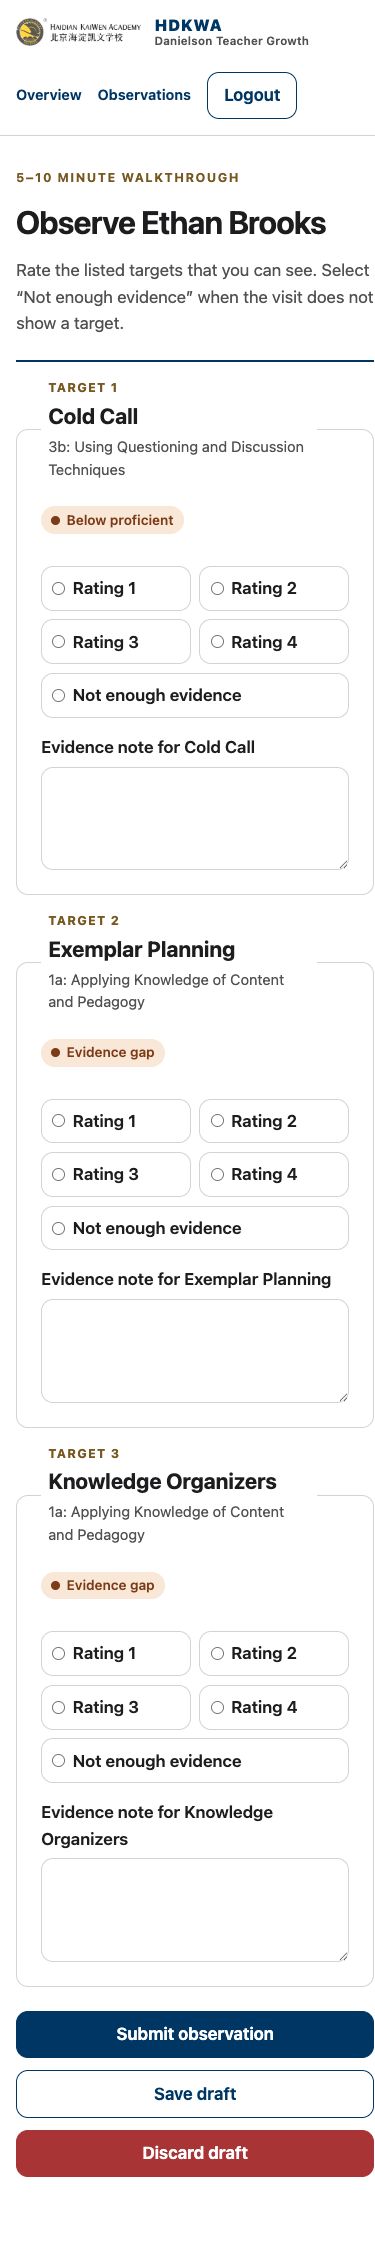 HAIDIAN KAIWEN ACADEMY
北京海淀凯文学校
HDKWA
Danielson Teacher Growth
Overview
Observations
Logout
5–10 MINUTE WALKTHROUGH
Observe Ethan Brooks
Rate the listed targets that you can see. Select
“Not enough evidence” when the visit does not
show a target.
TARGET 1
Cold Call
3b: Using Questioning and Discussion
Techniques
Below proficient
Rating 1
Rating 2
Rating 3
Rating 4
Not enough evidence
Evidence note for Cold Call
TARGET 2
Exemplar Planning
1a: Applying Knowledge of Content
and Pedagogy
Evidence gap
Rating 1
Rating 2
Rating 3
Rating 4
Not enough evidence
Evidence note for Exemplar Planning
TARGET 3
Knowledge Organizers
1a: Applying Knowledge of Content
and Pedagogy
Evidence gap
Rating 1
Rating 2
Rating 3
Rating 4
Not enough evidence
Evidence note for Knowledge
Organizers
Submit observation
Save draft
Discard draft